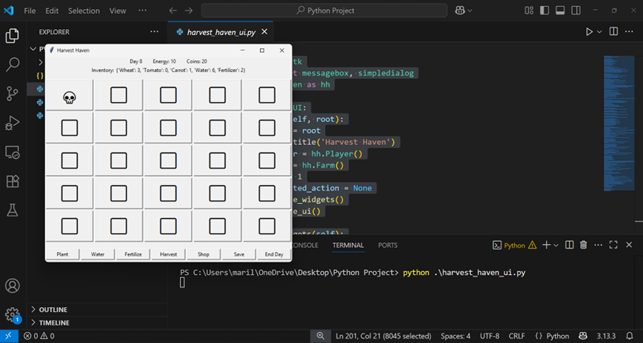 File Edit Selection View ···
Python Project
EXPLORER ···
harvest_haven_ui.py
Harvest Haven
Day: 8 Energy: 10 Coins: 20
Inventory: {'Wheat': 3, 'Tomato': 0, 'Carrot': 1, 'Water': 6, 'Fertilizer': 2}
tk
t messagebox, simpledialog
en as hh
UI:
elf, root):
= root
title('Harvest Haven')
r = hh.Player()
= hh.Farm()
1
ted_action = None
e_widgets()
e_ui()
Plant Water Fertilize Harvest Shop Save End Day
ONSOLE TERMINAL PORTS
Python
PS C:\Users\maril\OneDrive\Desktop\Python Project> python .\harvest_haven_ui.py
OUTLINE
TIMELINE
1
0 0 Ln 201, Col 21 (8045 selected) Spaces: 4 UTF-8 CRLF {} Python 3.13.3